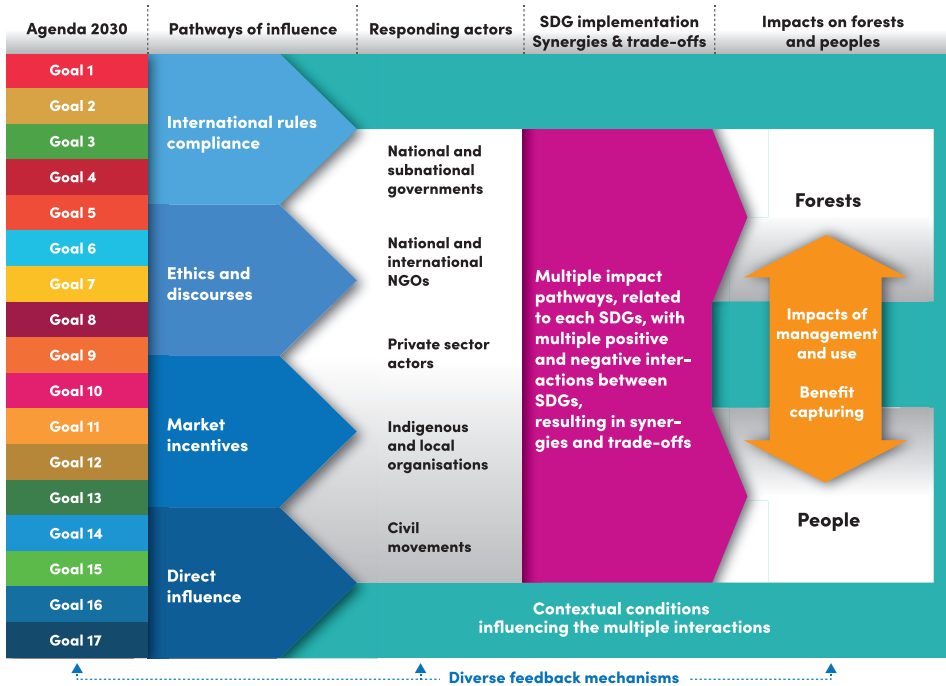 Agenda 2030
Pathways of influence
Responding actors
SDG implementation
Synergies & trade-offs
Impacts on forests
and peoples
Goal 1
Goal 2
Goal 3
Goal 4
Goal 5
Goal 6
Goal 7
Goal 8
Goal 9
Goal 10
Goal 11
Goal 12
Goal 13
Goal 14
Goal 15
Goal 16
Goal 17
International rules
compliance
Ethics and
discourses
Market
incentives
Direct
influence
National and
subnational
governments
National and
international
NGOs
Private sector
actors
Indigenous
and local
organisations
Civil
movements
Multiple impact
pathways, related
to each SDGs, with
multiple positive
and negative inter-
actions between
SDGs,
resulting in syner-
gies and trade-offs
Forests
Impacts of
management
and use
Benefit
capturing
People
Contextual conditions
influencing the multiple interactions
Diverse feedback mechanisms